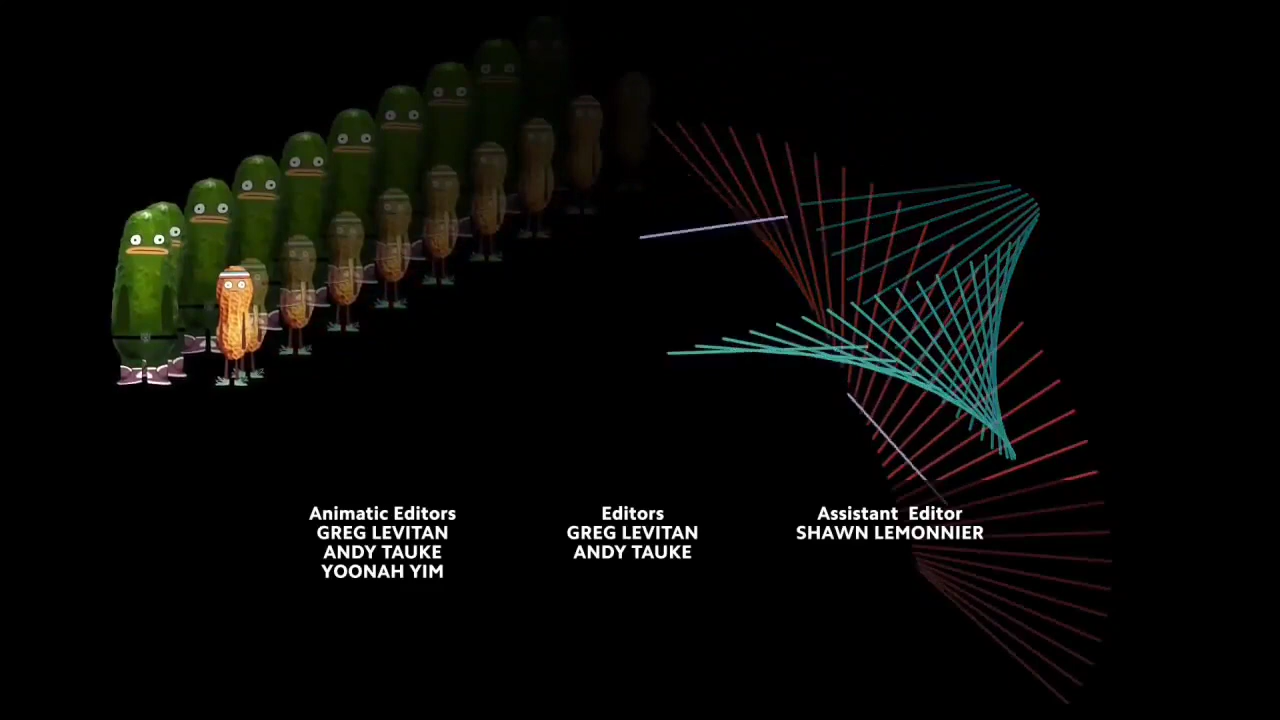 Animatic Editors
GREG LEVITAN
ANDY TAUKE
YOONAH YIM
Editors
GREG LEVITAN
ANDY TAUKE
Assistant Editor
SHAWN LEMONNIER